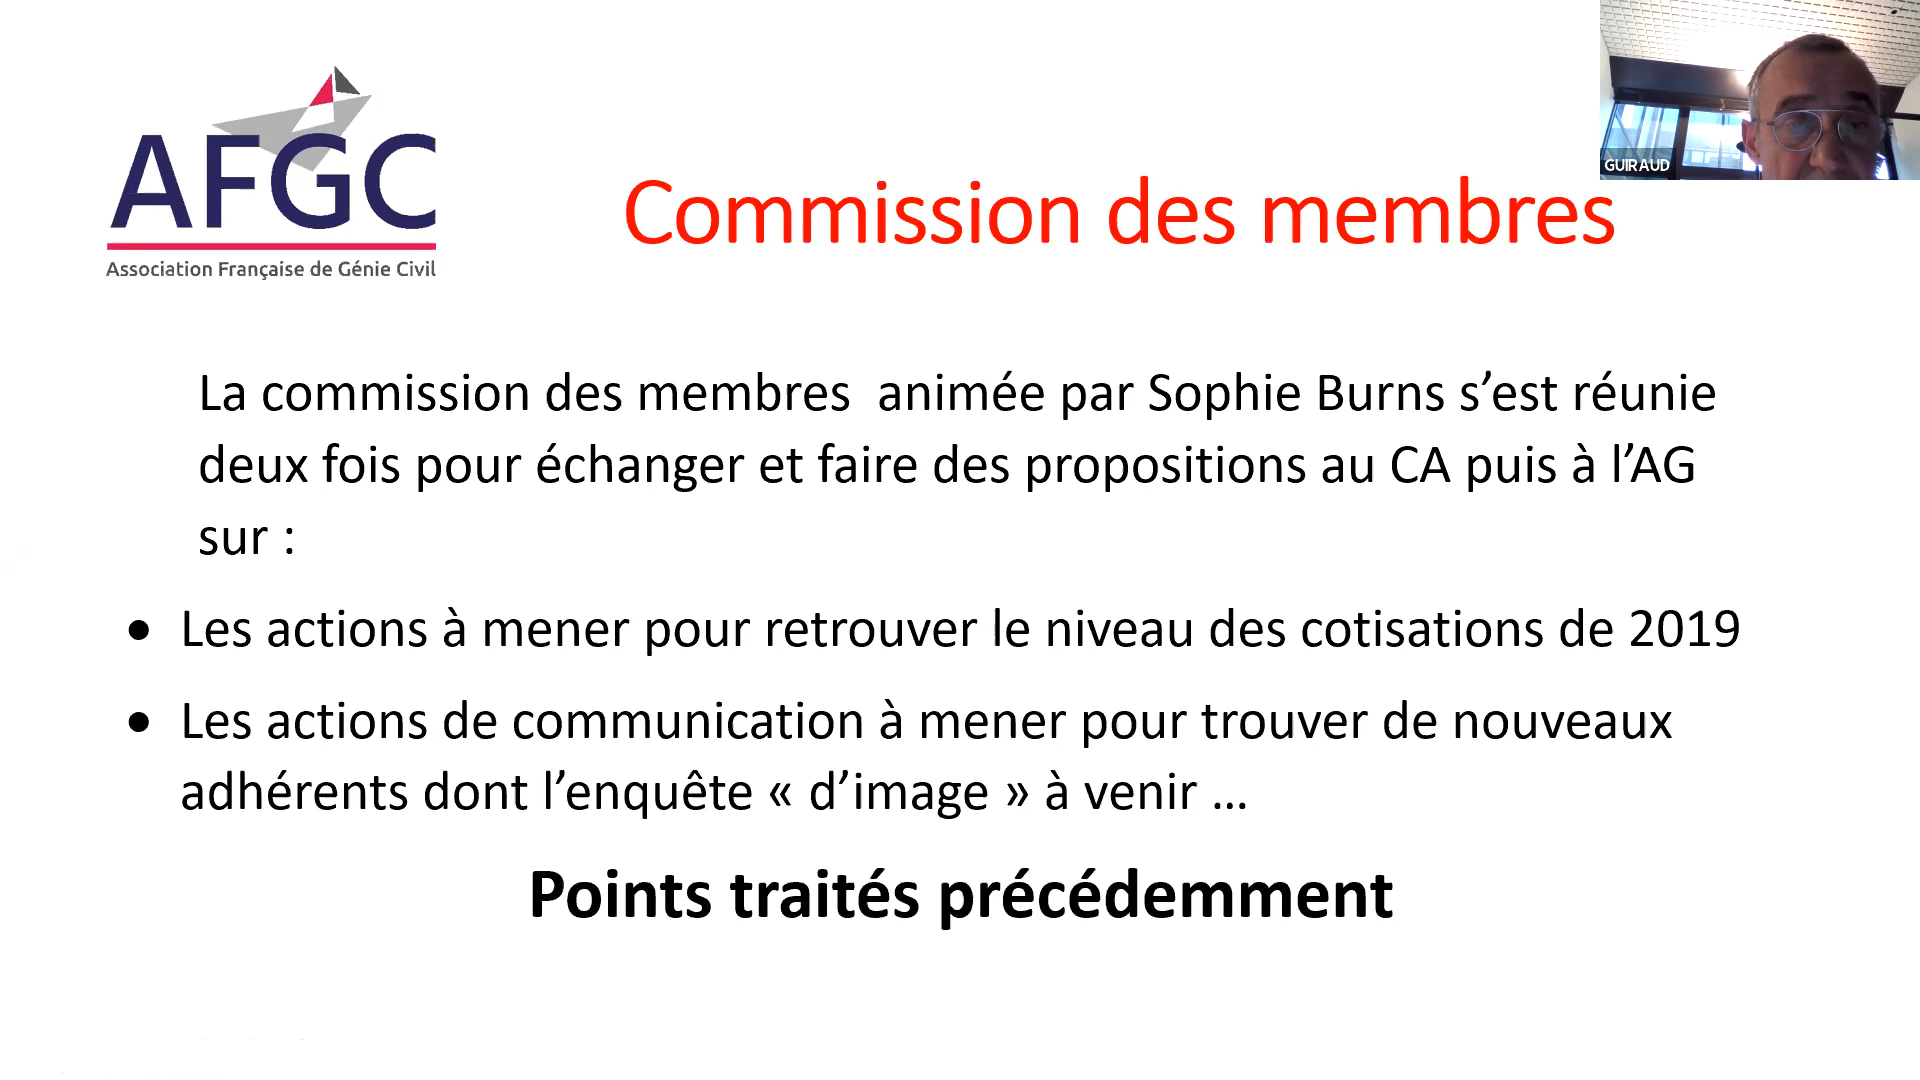 GUIRAUD
AFGC
Association Française de Génie Civil
Commission des membres
La commission des membres  animée par Sophie Burns s’est réunie
deux fois pour échanger et faire des propositions au CA puis à l’AG
sur :
• Les actions à mener pour retrouver le niveau des cotisations de 2019
• Les actions de communication à mener pour trouver de nouveaux
adhérents dont l’enquête « d’image » à venir ...
Points traités précédemment